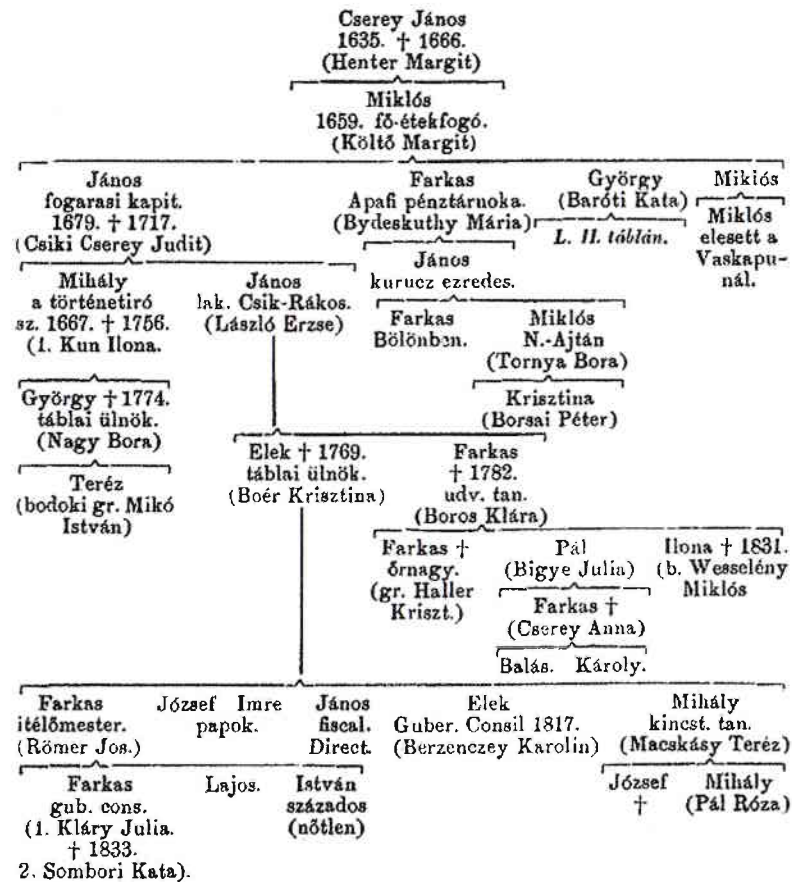 Cserey János
1635. † 1666.
(Henter Margit)
Miklós
1659. fő-étekfogó.
(Költő Margit)
János
fogarasi kapit.
1679. † 1717.
(Csiki Cserey Judit)
Farkas
Apafi pénztárnoka.
(Bydeskuthy Mária)
György
(Baróti Kata)
L. II. táblán.
Miklós
Miklós
elesett a
Vaskapu-
nál.
Mihály
a történetiró
sz. 1667. † 1756.
(1. Kun Ilona.
János
lak. Csik-Rákos.
(László Erzse)
János
kurucz ezredes.
Farkas
Bölönben.
Miklós
N.-Ajtán
(Tornya Bora)
Krisztina
(Borsai Péter)
György † 1774.
táblai ülnök.
(Nagy Bora)
Teréz
(bodoki gr. Mikó
István)
Elek † 1769.
táblai ülnök.
(Boér Krisztina)
Farkas
† 1782.
udv. tan.
(Boros Klára)
Farkas †
őrnagy.
(gr. Haller
Kriszt.)
Pál
(Bigye Julia)
Farkas †
(Cserey Anna)
Balás. Károly.
Ilona † 1831.
(b. Wesselény
Miklós
Farkas
itélőmester.
(Römer Jos.)
József Imre
papok.
János
fiscal.
Direct.
Elek
Guber. Consil 1817.
(Berzenczey Karolin)
Mihály
kincst. tan.
(Macskásy Teréz)
Farkas
gub. cons.
(1. Kláry Julia.
† 1833.
2. Sombori Kata).
Lajos.
István
százados
(nőtlen)
József
†
Mihály
(Pál Róza)